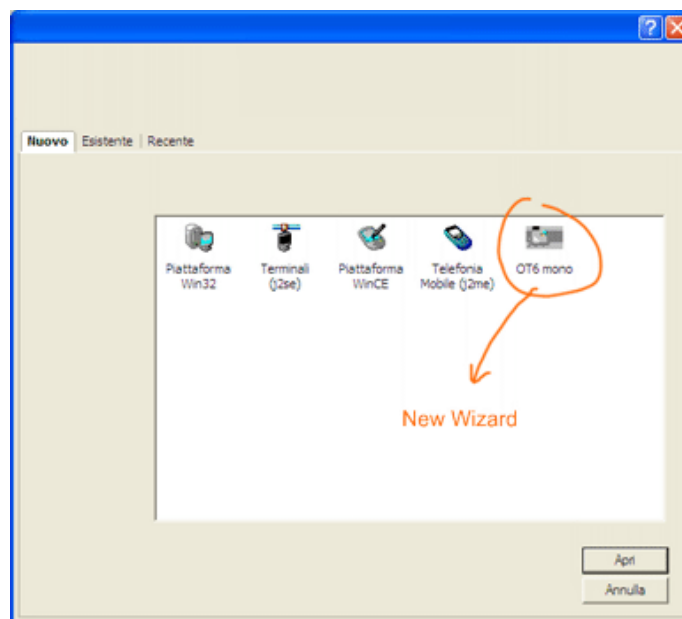 ?
Nuovo Esistente Recente
Piattaforma Win32
Terminali (j2se)
Piattaforma WinCE
Telefonia Mobile (j2me)
OT6 mono
New Wizard
Apri
Annulla